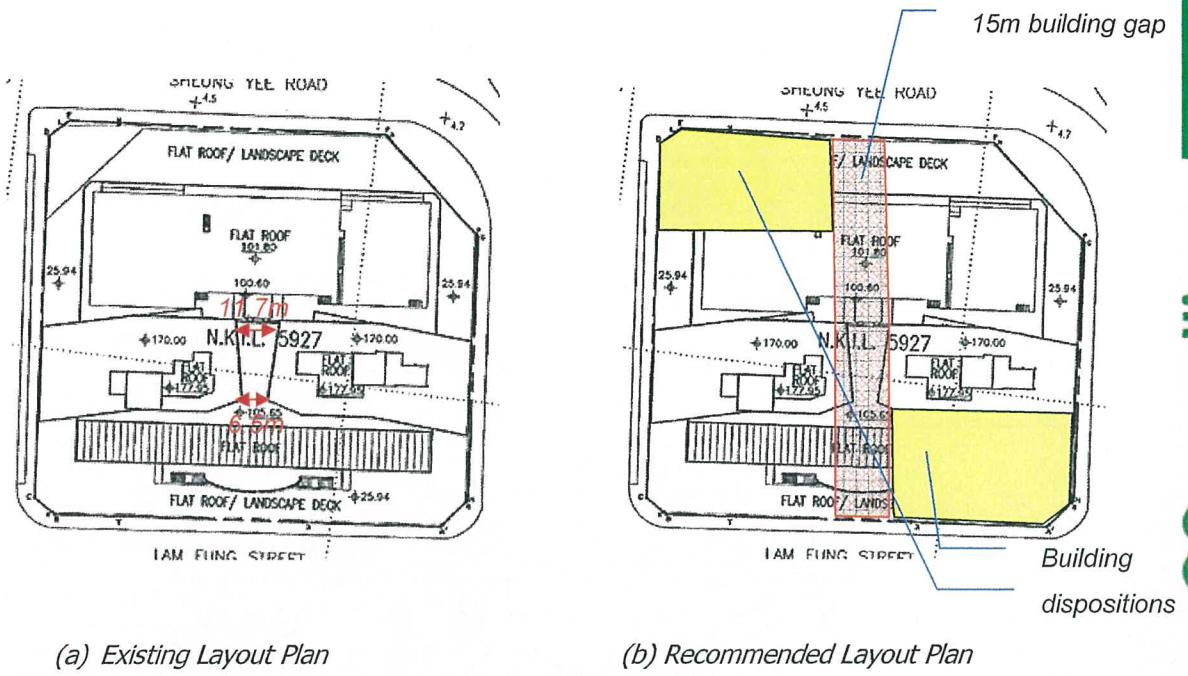 15m building gap
SHEUNG YEE ROAD
4.5
4.2
FLAT ROOF/ LANDSCAPE DECK
FLAT ROOF
101.80
25.94
25.94
100.60
11.7m
N.K.I.L. 5927
170.00
170.00
FLAT
ROOF
FLAT
ROOF
177.95
177.95
105.65
6.5m
FLAT ROOF
25.94
FLAT ROOF/ LANDSCAPE DECK
LAM FUNG STREET
(a) Existing Layout Plan
SHEUNG YEE ROAD
4.5
4.2
F/ LANDSCAPE DECK
FLAT ROOF
101.80
25.94
25.94
100.60
N.K.I.L. 5927
170.00
FLAT
ROOF
FLAT
ROOF
177.95
177.95
105.65
FLAT ROOF
FLAT ROOF/ LANDS
LAM FUNG STREET
Building
dispositions
(b) Recommended Layout Plan